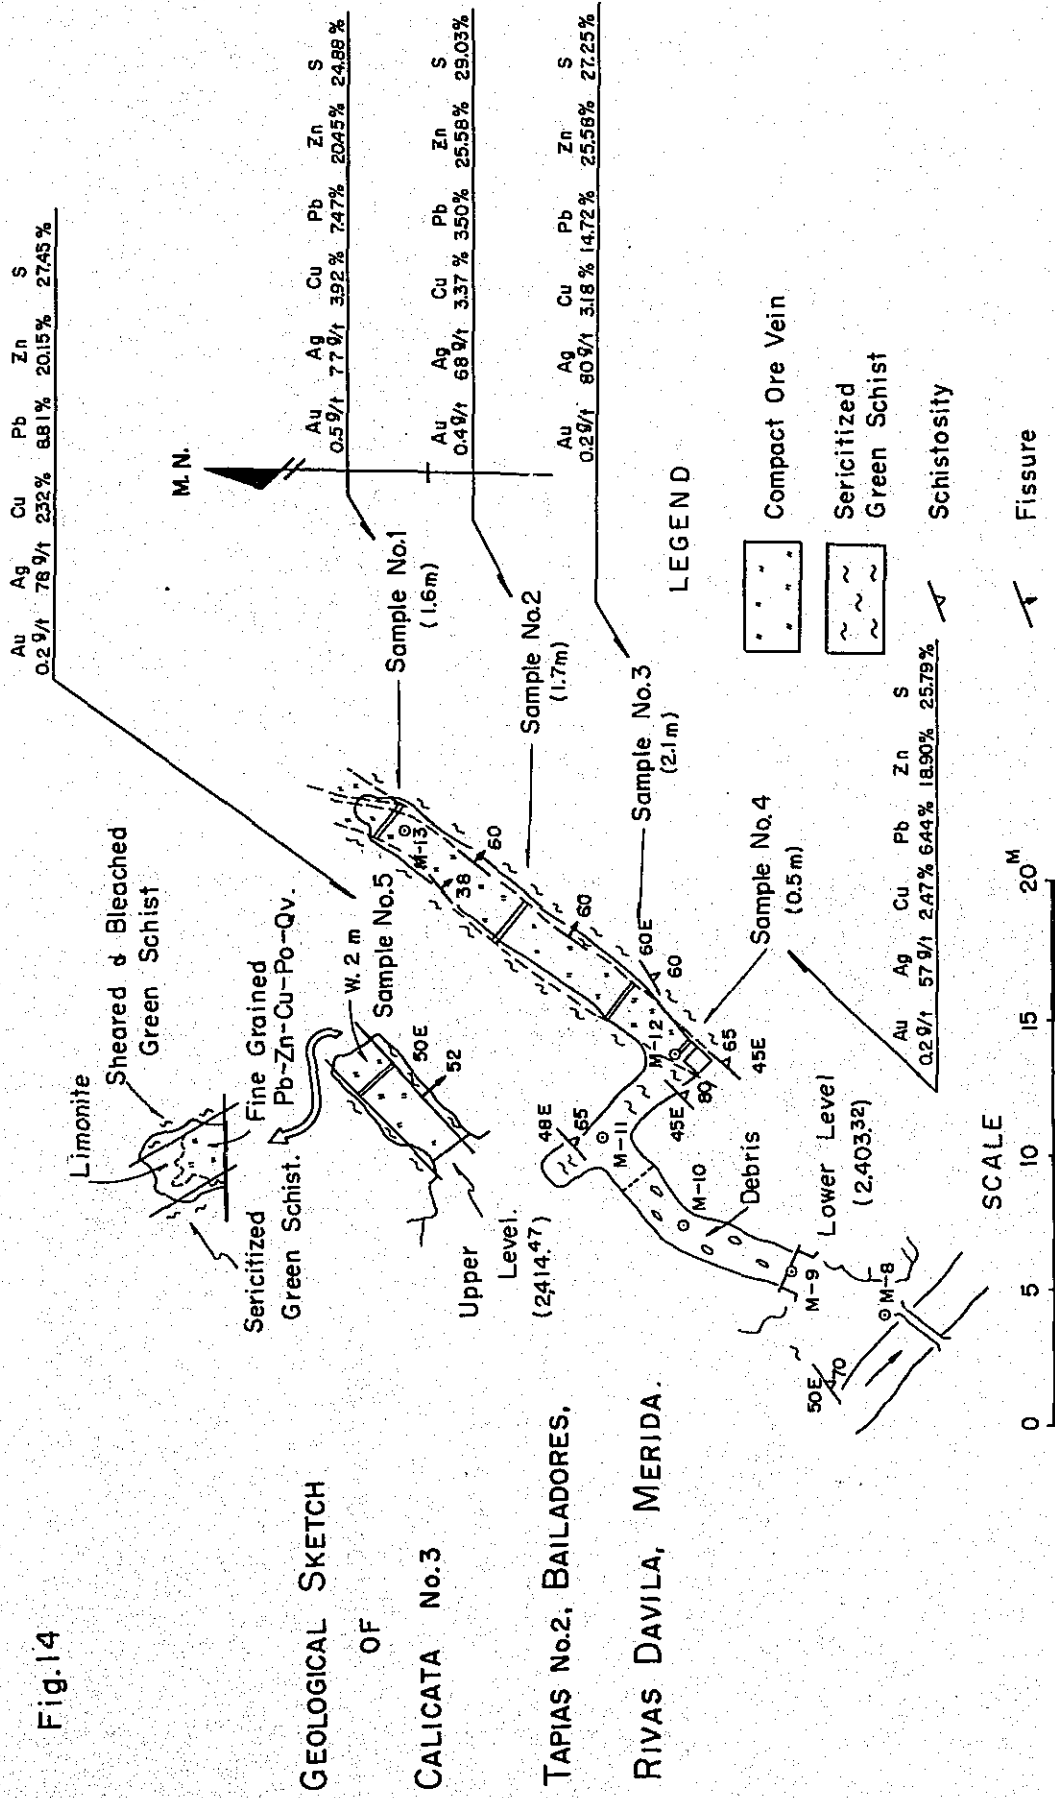 Fig.14
GEOLOGICAL SKETCH
OF
CALICATA No.3
TAPIAS No.2, BAILADORES,
RIVAS DAVILA, MERIDA.
Au Ag Cu Pb Zn S
0.2 g/t 78 g/t 2.32% 8.81% 20.15% 27.45%
Limonite
Sheared & Bleached
Green Schist
Sericitized
Green Schist.
Fine Grained
Pb-Zn-Cu-Po-Qv.
W. 2 m
Sample No.5
50E
52
Upper
Level.
(2,414.47)
M.N.
Au Ag Cu Pb Zn S
0.5 g/t 77 g/t 3.92% 7.47% 20.45% 24.88%
Sample No.1
(1.6m)
Au Ag Cu Pb Zn S
0.4 g/t 68 g/t 3.37% 3.50% 25.58% 29.03%
Sample No.2
(1.7m)
Au Ag Cu Pb Zn S
0.2 g/t 80 g/t 3.18% 14.72% 25.58% 27.25%
Sample No.3
(2.1m)
M-13
38
60
60
60E
60
M-12
65
45E
80
45E
48E
65
M-11
M-10
Debris
M-9
M-8
50E
70
Sample No.4
(0.5m)
Au Ag Cu Pb Zn S
0.2 g/t 57 g/t 2.47% 6.44% 18.90% 25.79%
Lower Level
(2,403.32)
LEGEND
Compact Ore Vein
Sericitized
Green Schist
Schistosity
Fissure
SCALE
0 5 10 15 20M